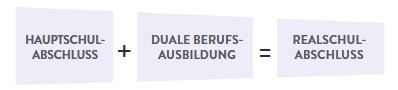 HAUPTSCHUL-
ABSCHLUSS
+
DUALE BERUFS-
AUSBILDUNG
=
REALSCHUL-
ABSCHLUSS